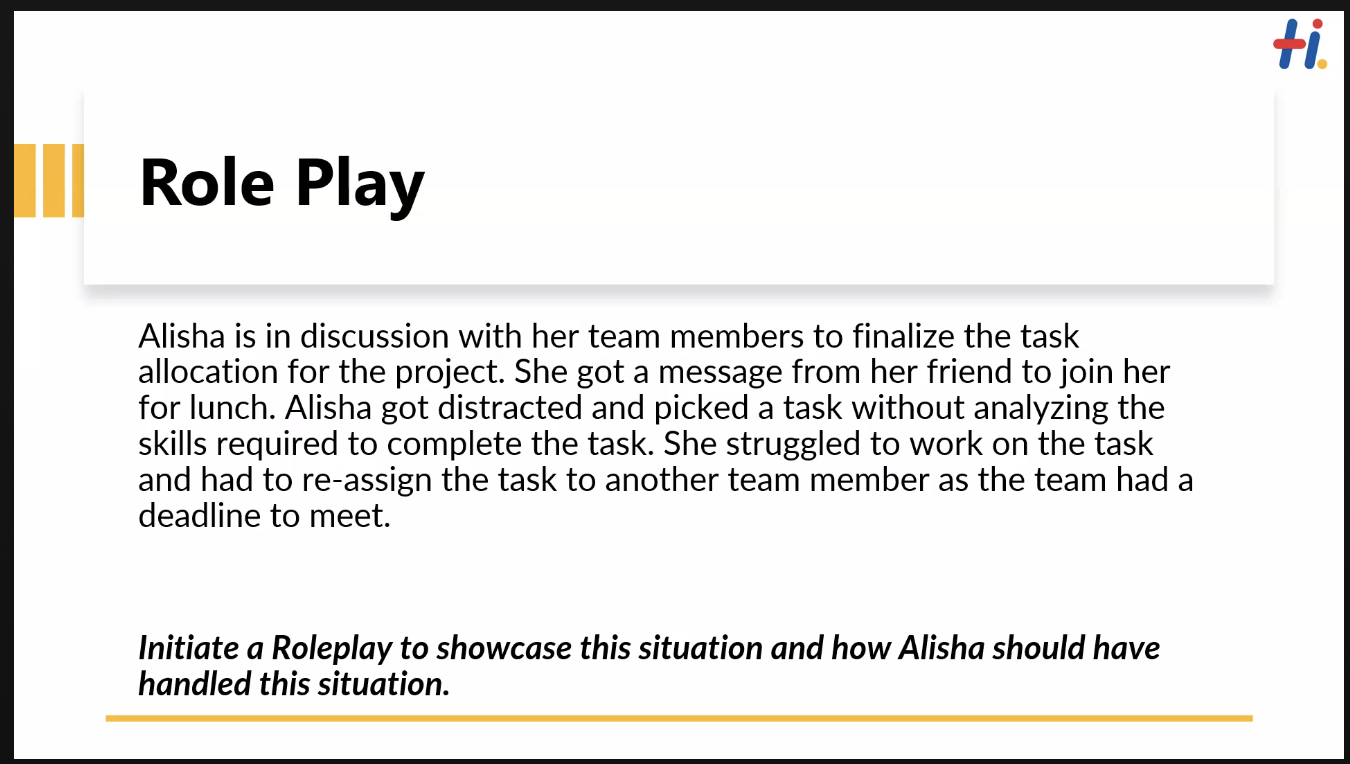 Hi.
Role Play
Alisha is in discussion with her team members to finalize the task
allocation for the project. She got a message from her friend to join her
for lunch. Alisha got distracted and picked a task without analyzing the
skills required to complete the task. She struggled to work on the task
and had to re-assign the task to another team member as the team had a
deadline to meet.
Initiate a Roleplay to showcase this situation and how Alisha should have
handled this situation.